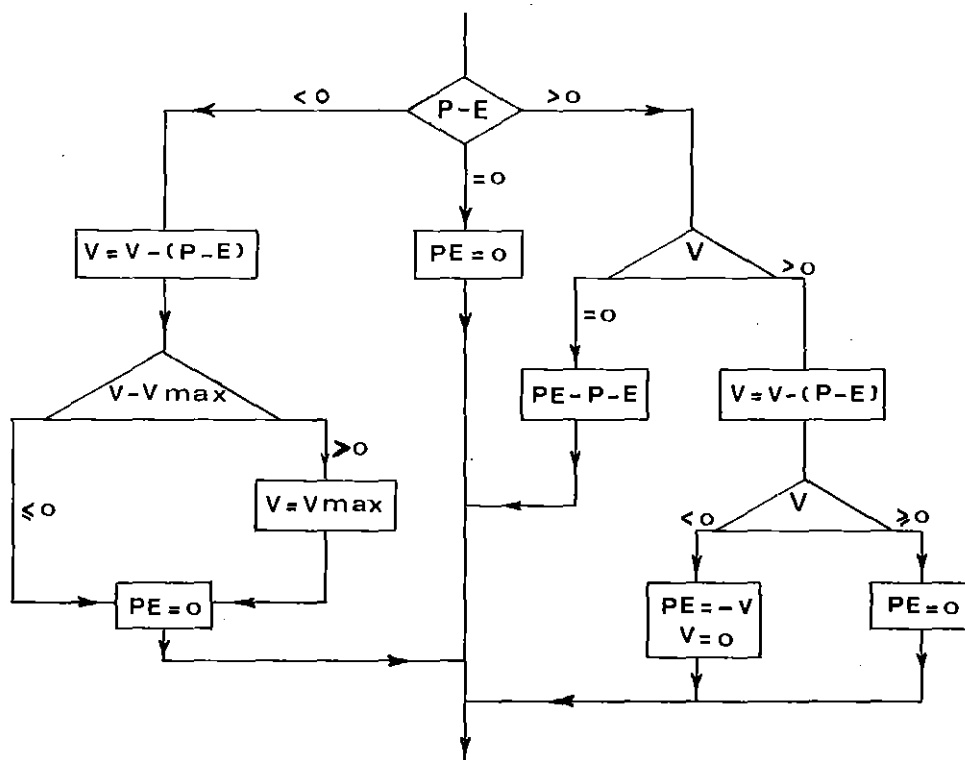 < 0
P-E
>0
=0
V=V-(P-E)
PE=0
V
>0
=0
V-Vmax
PE-P-E
V=V-(P-E)
>0
≤0
V=Vmax
<0
V
≥0
PE=0
PE=-V
V=0
PE=0